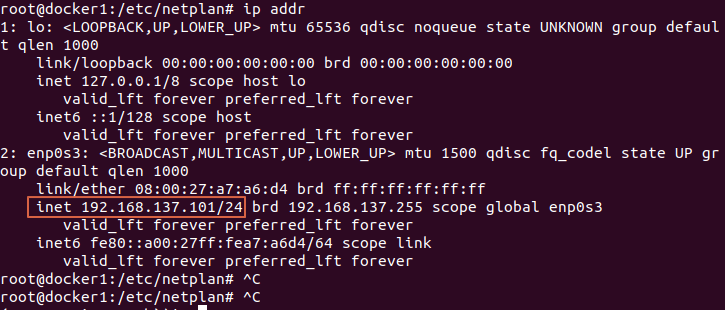 root@docker1:/etc/netplan# ip addr
1: lo: <LOOPBACK,UP,LOWER_UP> mtu 65536 qdisc noqueue state UNKNOWN group defaul
t qlen 1000
    link/loopback 00:00:00:00:00:00 brd 00:00:00:00:00:00
    inet 127.0.0.1/8 scope host lo
       valid_lft forever preferred_lft forever
    inet6 ::1/128 scope host
       valid_lft forever preferred_lft forever
2: enp0s3: <BROADCAST,MULTICAST,UP,LOWER_UP> mtu 1500 qdisc fq_codel state UP gr
oup default qlen 1000
    link/ether 08:00:27:a7:a6:d4 brd ff:ff:ff:ff:ff:ff
    inet 192.168.137.101/24 brd 192.168.137.255 scope global enp0s3
       valid_lft forever preferred_lft forever
    inet6 fe80::a00:27ff:fea7:a6d4/64 scope link
       valid_lft forever preferred_lft forever
root@docker1:/etc/netplan# ^C
root@docker1:/etc/netplan# ^C